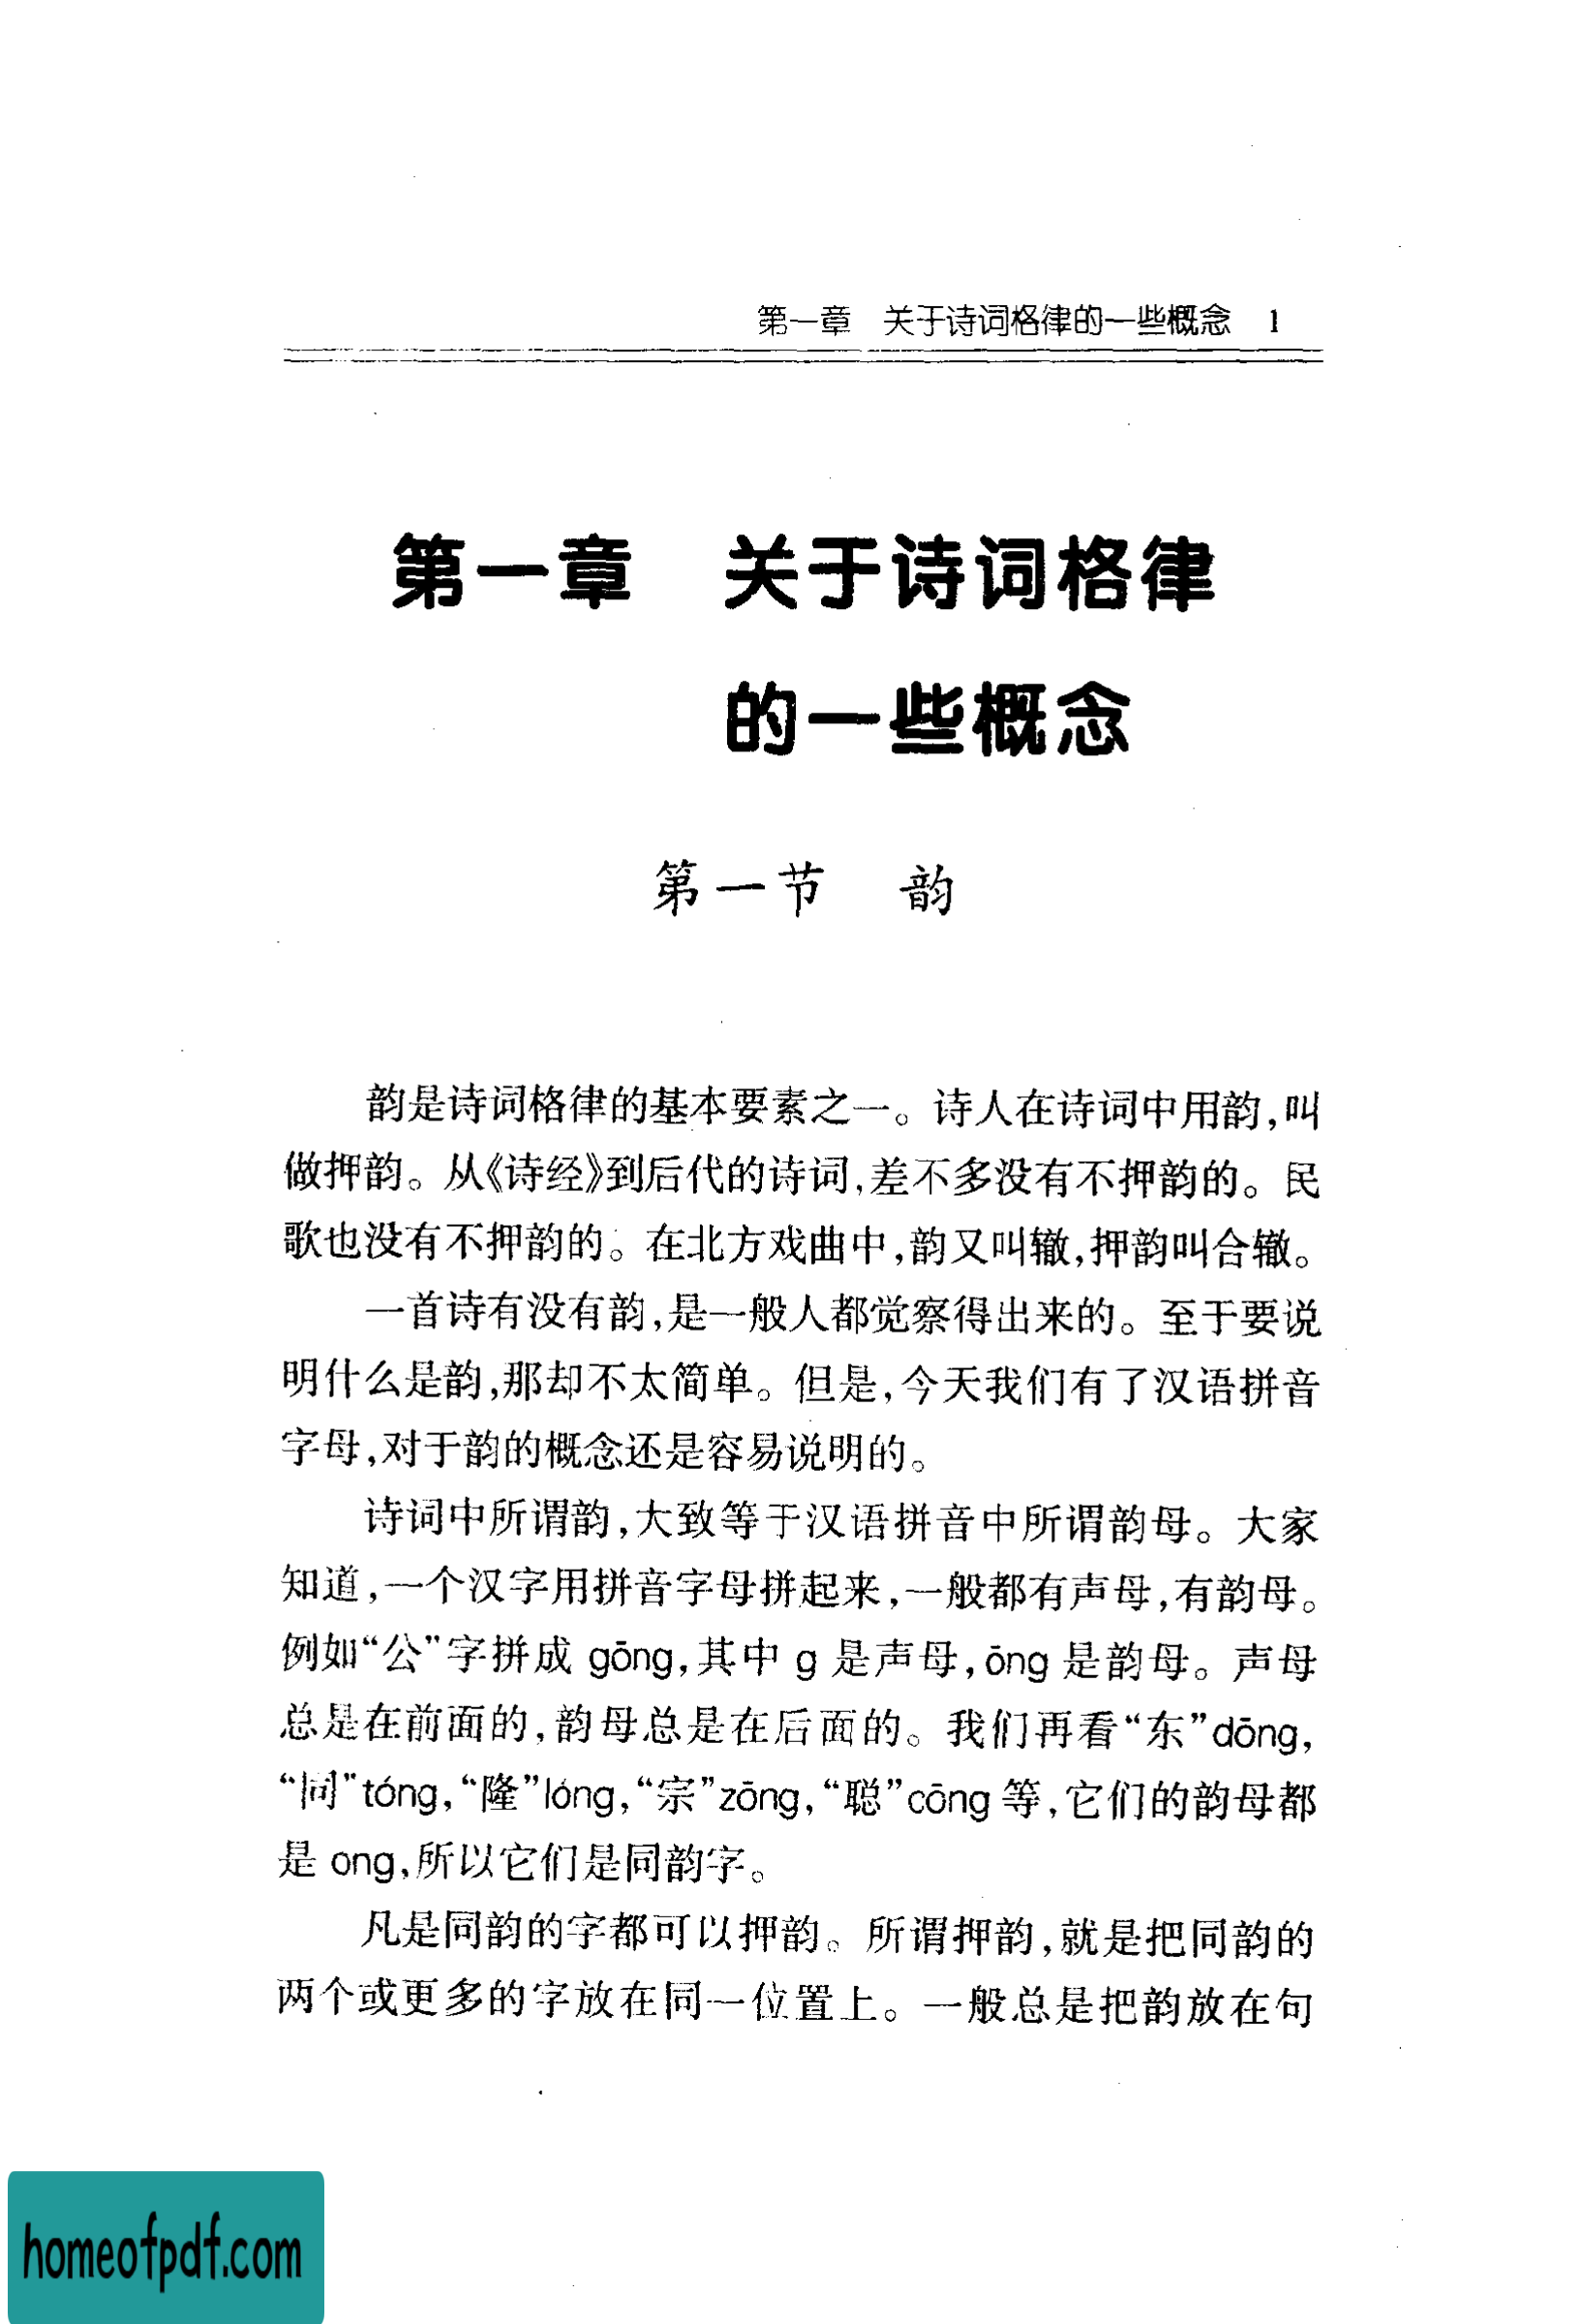 第一章 关于诗词格律的一些概念 1
第一章 关于诗词格律
的一些概念
第一节 韵
韵是诗词格律的基本要素之一。诗人在诗词中用韵,叫
做押韵。从《诗经》到后代的诗词,差不多没有不押韵的。民
歌也没有不押韵的。在北方戏曲中,韵又叫辙,押韵叫合辙。
一首诗有没有韵,是一般人都觉察得出来的。至于要说
明什么是韵,那却不太简单。但是,今天我们有了汉语拼音
字母,对于韵的概念还是容易说明的。
诗词中所谓韵,大致等于汉语拼音中所谓韵母。大家
知道,一个汉字用拼音字母拼起来,一般都有声母,有韵母。
例如“公”字拼成 gōng,其中 g 是声母,ōng 是韵母。声母
总是在前面的,韵母总是在后面的。我们再看“东”dōng,
“同”tóng,“隆”lóng,“宗”zōng,“聪”cōng 等,它们的韵母都
是 ong,所以它们是同韵字。
凡是同韵的字都可以押韵。所谓押韵,就是把同韵的
两个或更多的字放在同一位置上。一般总是把韵放在句
homeofpdf.com